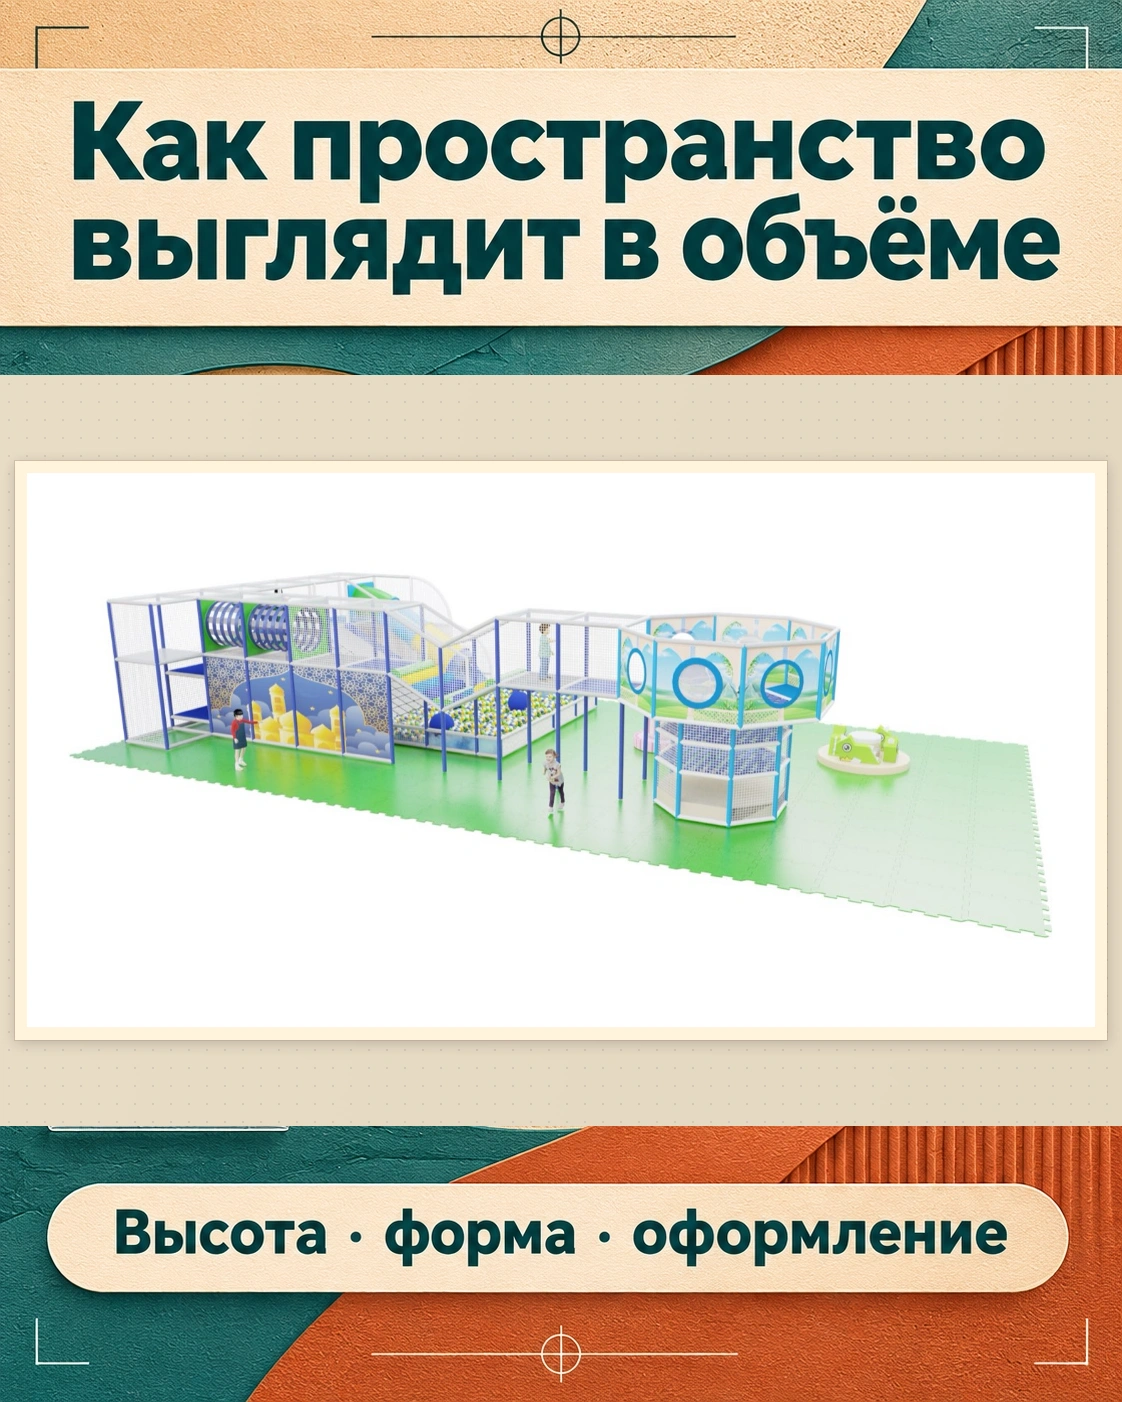 Как пространство
выглядит в объёме
Высота · форма · оформление